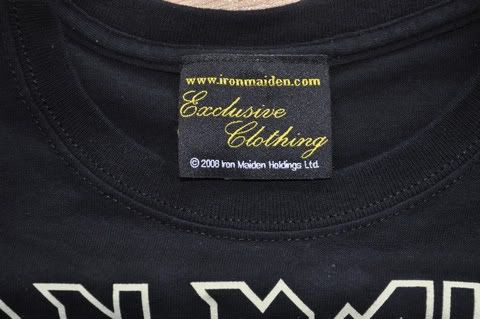 www.ironmaiden.com
Exclusive
Clothing
© 2008 Iron Maiden Holdings Ltd.